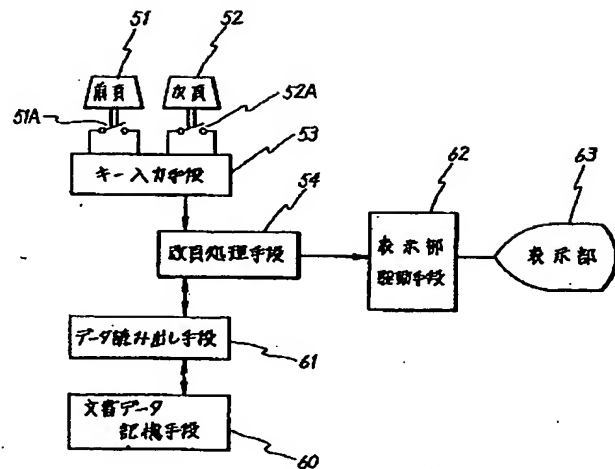 51
52
前頁
次頁
51A
52A
53
キー入力手段
54
62
63
改頁処理手段
表示部
駆動手段
表示部
データ読み出し手段
61
文書データ
記憶手段
60